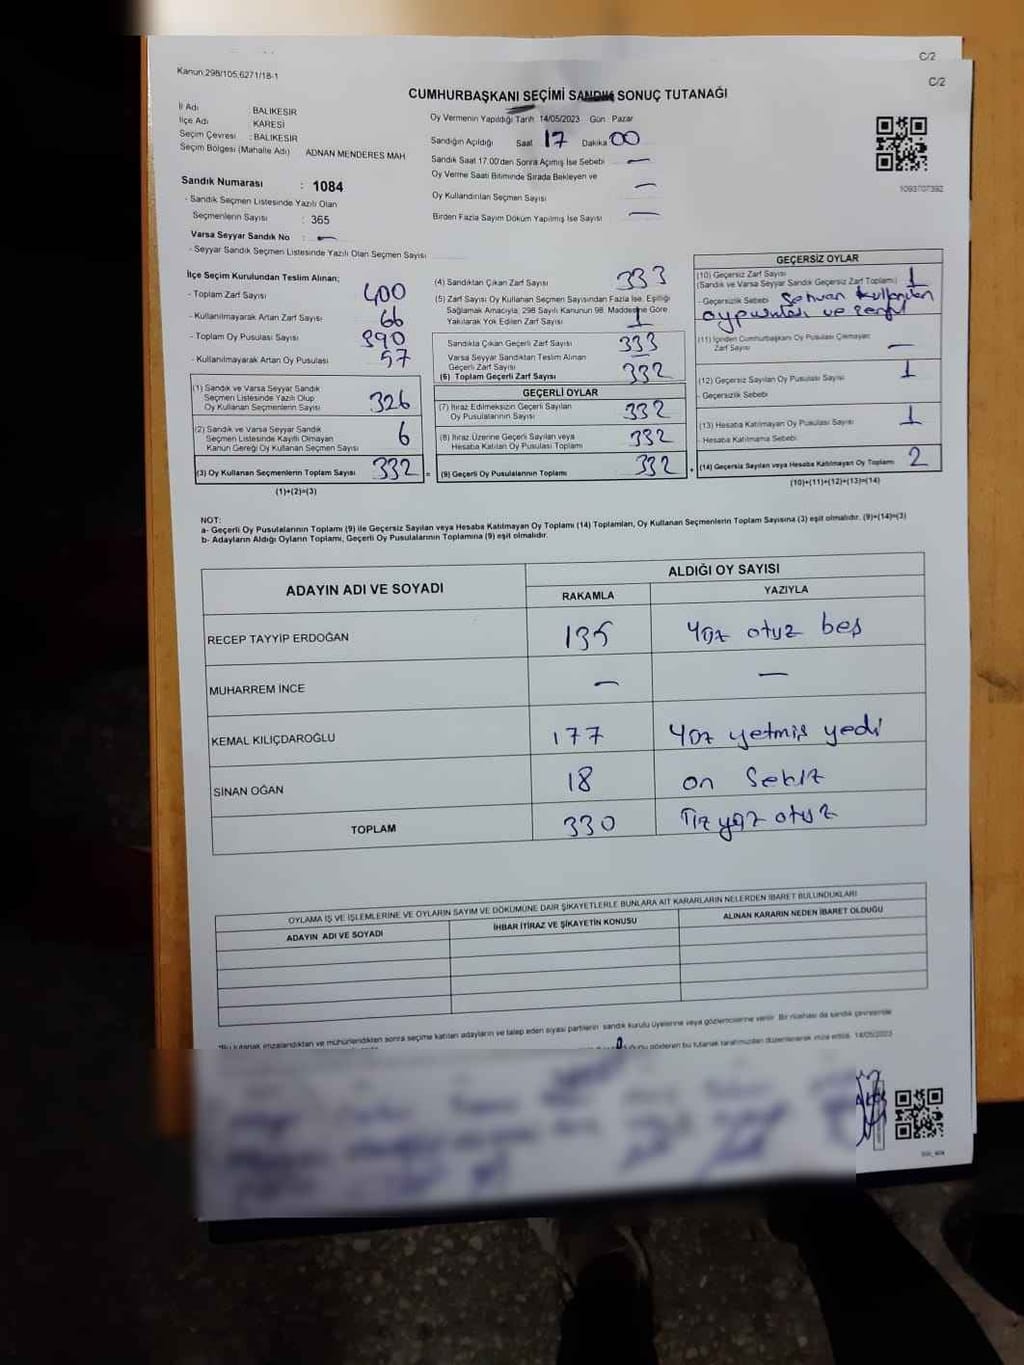 C/2
C/2
Kanun:298/105;6271/18-1
CUMHURBAŞKANI SEÇİMİ SANDIK SONUÇ TUTANAĞI
İl Adı : BALIKESİR
İlçe Adı : KARESİ
Seçim Çevresi : BALIKESİR
Seçim Bölgesi (Mahalle Adı) ADNAN MENDERES MAH
Oy Vermenin Yapıldığı Tarih 14/05/2023 Gün : Pazar
Sandığın Açıldığı Saat 17 Dakika 00
Sandık Saat 17.00'den Sonra Açılmış İse Sebebi —
Oy Verme Saati Bitiminde Sırada Bekleyen ve
Oy Kullandırılan Seçmen Sayısı —
Birden Fazla Sayım Döküm Yapılmış İse Sayısı —
1093707392
Sandık Numarası : 1084
- Sandık Seçmen Listesinde Yazılı Olan
Seçmenlerin Sayısı : 365
Varsa Seyyar Sandık No : —
- Seyyar Sandık Seçmen Listesinde Yazılı Olan Seçmen Sayısı
İlçe Seçim Kurulundan Teslim Alınan;
- Toplam Zarf Sayısı 400
- Kullanılmayarak Artan Zarf Sayısı 66
- Toplam Oy Pusulası Sayısı 390
- Kullanılmayarak Artan Oy Pusulası 57
(1) Sandık ve Varsa Seyyar Sandık
Seçmen Listesinde Yazılı Olup
Oy Kullanan Seçmenlerin Sayısı 326
(2) Sandık ve Varsa Seyyar Sandık
Seçmen Listesinde Kayıtlı Olmayan
Kanun Gereği Oy Kullanan Seçmen Sayısı 6
(3) Oy Kullanan Seçmenlerin Toplam Sayısı 332 =
(1)+(2)=(3)
(4) Sandıktan Çıkan Zarf Sayısı 333
(5) Zarf Sayısı Oy Kullanan Seçmen Sayısından Fazla İse, Eşitliği
Sağlamak Amacıyla, 298 Sayılı Kanunun 98. Maddesine Göre
Yakılarak Yok Edilen Zarf Sayısı 1
Sandıkta Çıkan Geçerli Zarf Sayısı 333
Varsa Seyyar Sandıktan Teslim Alınan
Geçerli Zarf Sayısı
(6) Toplam Geçerli Zarf Sayısı 332
GEÇERLİ OYLAR
(7) İtiraz Edilmeksizin Geçerli Sayılan
Oy Pusulalarının Sayısı 332
(8) İtiraz Üzerine Geçerli Sayılan veya
Hesaba Katılan Oy Pusulası Toplamı 332
(9) Geçerli Oy Pusulalarının Toplamı 332 +
GEÇERSİZ OYLAR
(10) Geçersiz Zarf Sayısı
(Sandık ve Varsa Seyyar Sandık Geçersiz Zarf Toplamı) 1
- Geçersizlik Sebebi kullanılan
ve
(11) İçinden Cumhurbaşkanı Oy Pusulası Çıkmayan
Zarf Sayısı —
(12) Geçersiz Sayılan Oy Pusulası Sayısı 1
- Geçersizlik Sebebi
(13) Hesaba Katılmayan Oy Pusulası Sayısı 1
- Hesaba Katılmama Sebebi
(14) Geçersiz Sayılan veya Hesaba Katılmayan Oy Toplamı 2
(10)+(11)+(12)+(13)=(14)
NOT:
a- Geçerli Oy Pusulalarının Toplamı (9) ile Geçersiz Sayılan veya Hesaba Katılmayan Oy Toplamı (14) Toplamları, Oy Kullanan Seçmenlerin Toplam Sayısına (3) eşit olmalıdır. (9)+(14)=(3)
b- Adayların Aldığı Oyların Toplamı, Geçerli Oy Pusulalarının Toplamına (9) eşit olmalıdır.
ADAYIN ADI VE SOYADI ALDIĞI OY SAYISI
RAKAMLA YAZIYLA
RECEP TAYYİP ERDOĞAN 135 Yüz otuz beş
MUHARREM İNCE — —
KEMAL KILIÇDAROĞLU 177 Yüz yetmiş yedi
SİNAN OĞAN 18 on Sekiz
TOPLAM 330 yüz otuz
OYLAMA İŞ VE İŞLEMLERİNE VE OYLARIN SAYIM VE DÖKÜMÜNE DAİR ŞİKAYETLERLE BUNLARA AİT KARARLARIN NELERDEN İBARET BULUNDUKLARI
ADAYIN ADI VE SOYADI İHBAR İTİRAZ VE ŞİKAYETİN KONUSU ALINAN KARARIN NEDEN İBARET OLDUĞU
*Bu tutanak imzalandıktan ve mühürlendikten sonra seçime katılan adayların ve talep eden siyasi partilerin sandık kurulu üyelerine veya gözlemcilerine verilir. Bir nüshası da sandık çevresinde
gösteren bu tutanak tarafımızdan düzenlenerek imza edildi. 14/05/2023